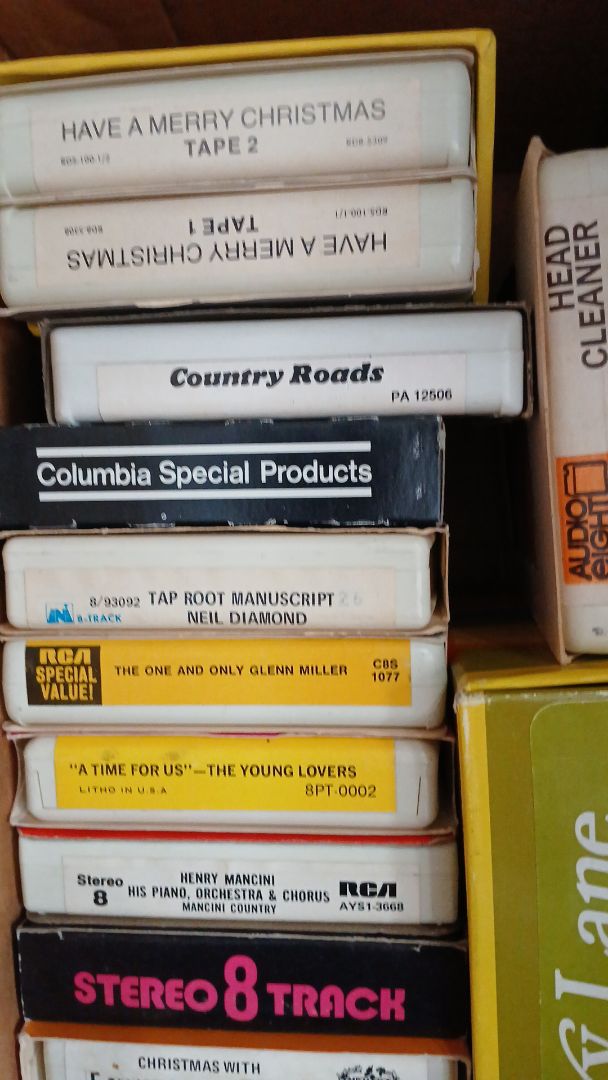 HAVE A MERRY CHRISTMAS
TAPE 2
HAVE A MERRY CHRISTMAS
TAPE 1
Country Roads
PA 12506
Columbia Special Products
8/93092 TAP ROOT MANUSCRIPT
8-TRACK NEIL DIAMOND
RCA
SPECIAL
VALUE!
THE ONE AND ONLY GLENN MILLER
C8S
1077
"A TIME FOR US"—THE YOUNG LOVERS
LITHO IN U.S.A
8PT-0002
Stereo
8
HENRY MANCINI
HIS PIANO, ORCHESTRA & CHORUS
MANCINI COUNTRY
RCA
AYS1-3668
STEREO 8 TRACK
CHRISTMAS WITH
HEAD
CLEANER
AUDIO
EIGHT
Lane